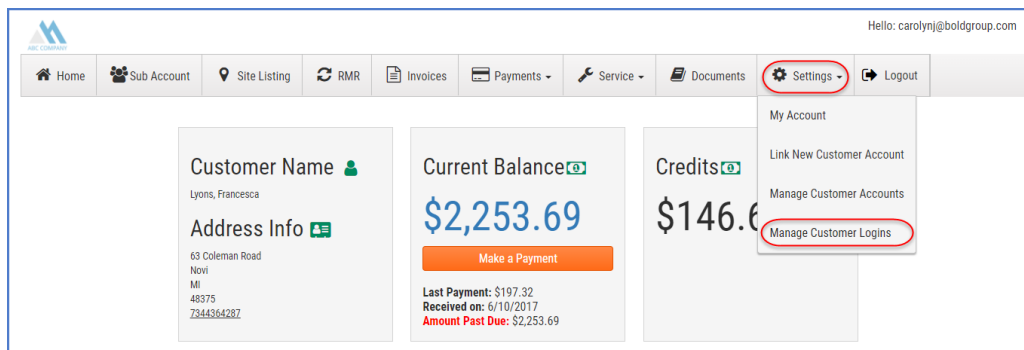 Hello: carolynj@boldgroup.com
ABC COMPANY
Home Sub Account Site Listing RMR Invoices Payments Service Documents Settings Logout
My Account
Link New Customer Account
Manage Customer Accounts
Manage Customer Logins
Customer Name
Lyons, Francesca
Address Info
63 Coleman Road
Novi
MI
48375
7344364287
Current Balance
$2,253.69
Make a Payment
Last Payment: $197.32
Received on: 6/10/2017
Amount Past Due: $2,253.69
Credits
$146.6